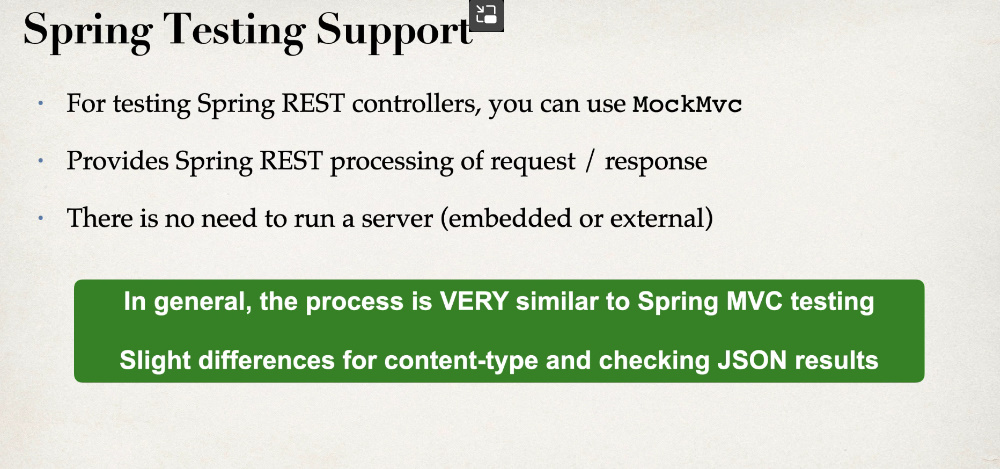 Spring Testing Support
• For testing Spring REST controllers, you can use MockMvc
• Provides Spring REST processing of request / response
• There is no need to run a server (embedded or external)
In general, the process is VERY similar to Spring MVC testing
Slight differences for content-type and checking JSON results